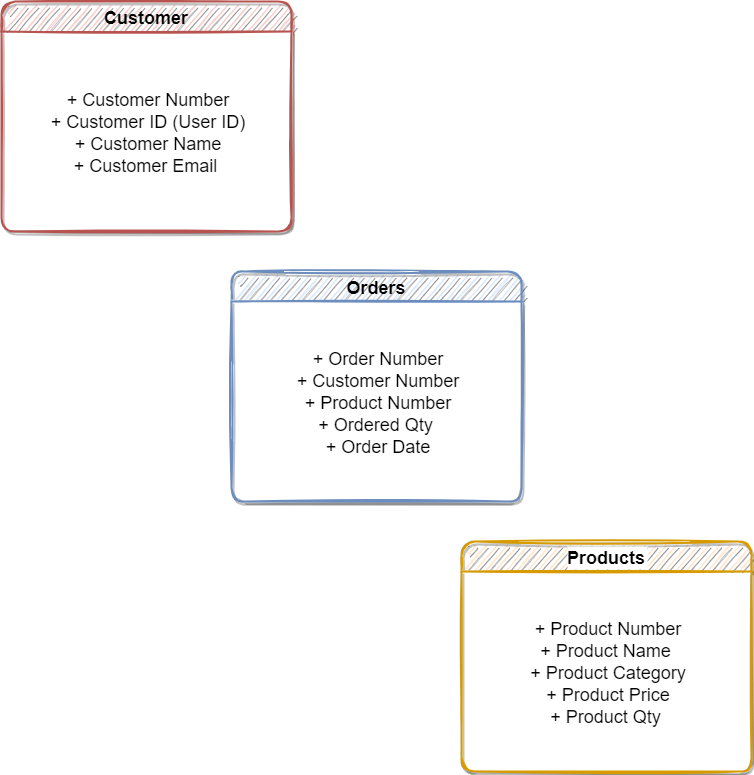 Customer
+ Customer Number
+ Customer ID (User ID)
+ Customer Name
+ Customer Email
Orders
+ Order Number
+ Customer Number
+ Product Number
+ Ordered Qty
+ Order Date
Products
+ Product Number
+ Product Name
+ Product Category
+ Product Price
+ Product Qty